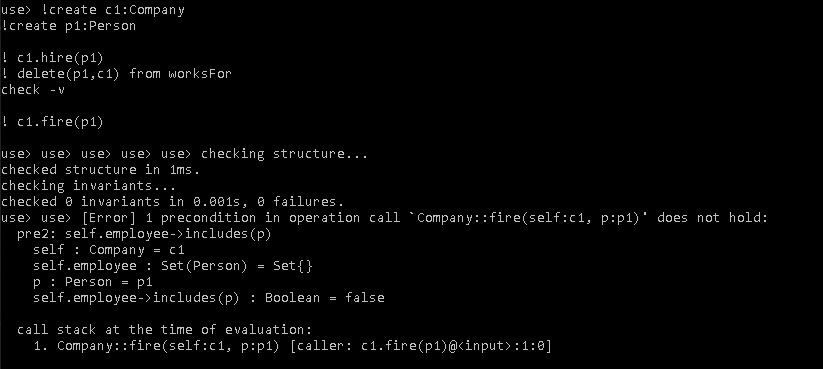 use> !create c1:Company
!create p1:Person
! c1.hire(p1)
! delete(p1,c1) from worksFor
check -v
! c1.fire(p1)
use> use> use> use> use> checking structure...
checked structure in 1ms.
checking invariants...
checked 0 invariants in 0.001s, 0 failures.
use> use> [Error] 1 precondition in operation call `Company::fire(self:c1, p:p1)' does not hold:
pre2: self.employee->includes(p)
self : Company = c1
self.employee : Set(Person) = Set{}
p : Person = p1
self.employee->includes(p) : Boolean = false
call stack at the time of evaluation:
1. Company::fire(self:c1, p:p1) [caller: c1.fire(p1)@<input>:1:0]